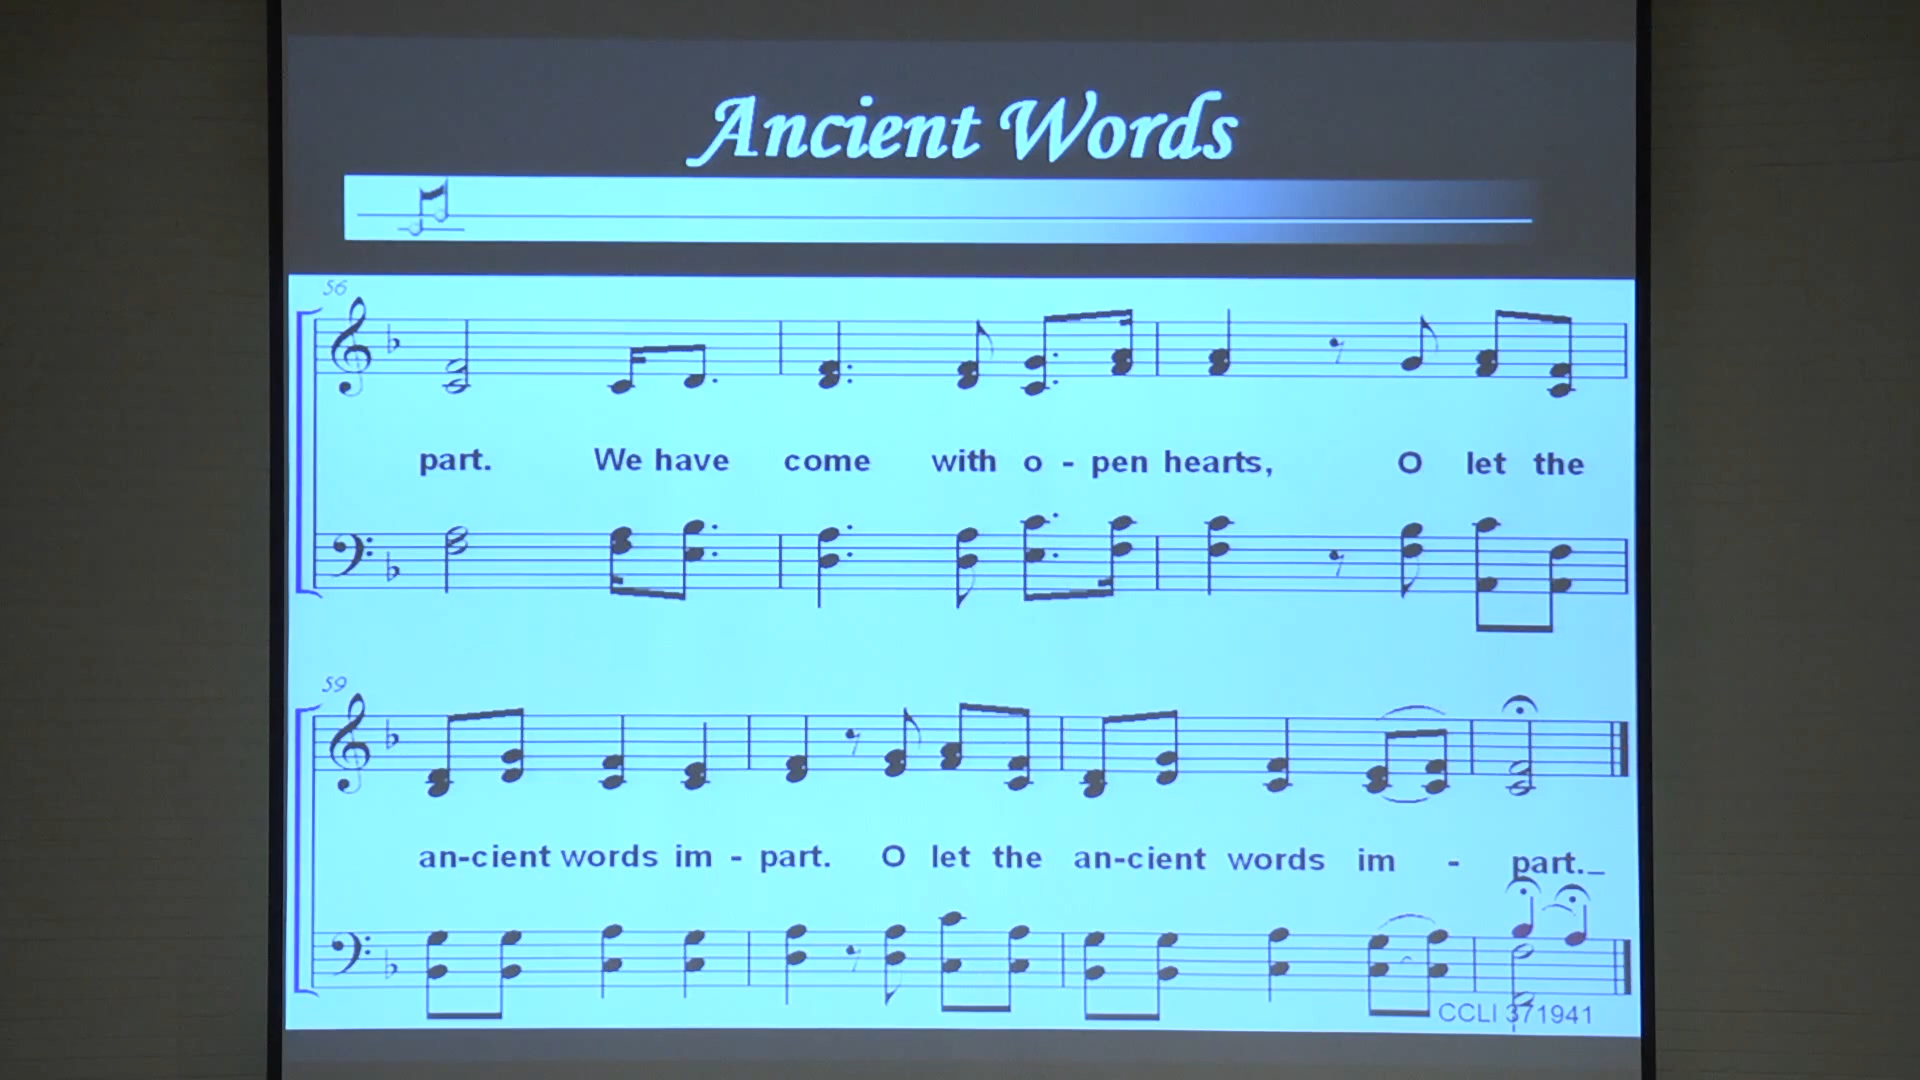 Ancient Words
56
part. We have come with o - pen hearts, O let the
59
an-cient words im - part. O let the an-cient words im - part._
CCLI 371941